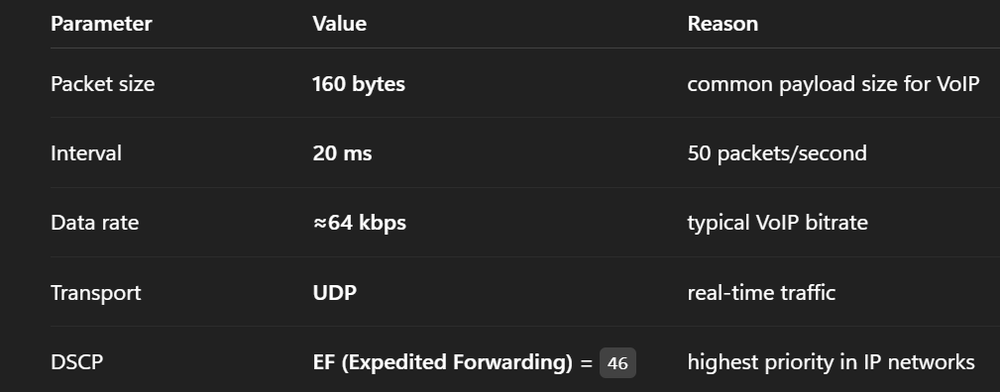 Parameter Value Reason
Packet size 160 bytes common payload size for VoIP
Interval 20 ms 50 packets/second
Data rate ≈64 kbps typical VoIP bitrate
Transport UDP real-time traffic
DSCP EF (Expedited Forwarding) = 46 highest priority in IP networks